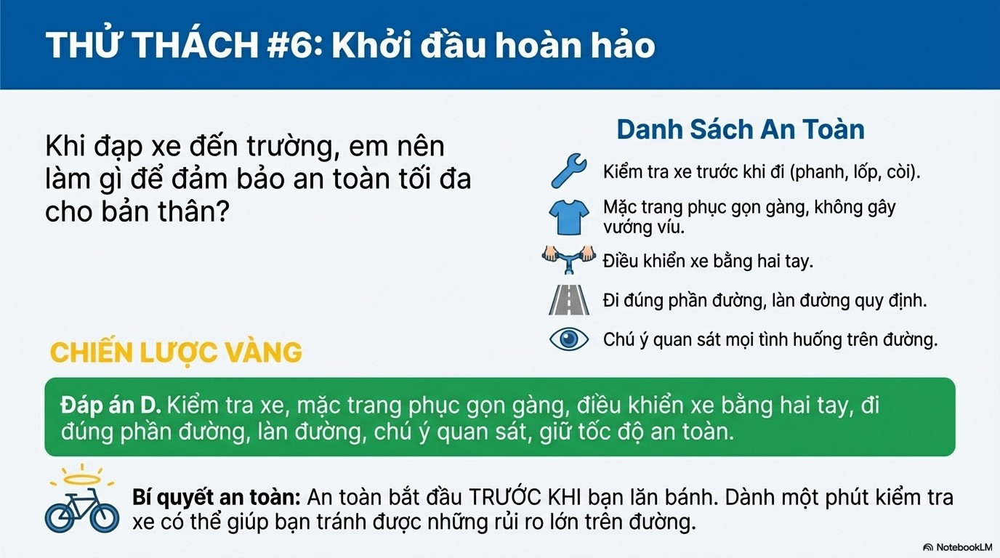 THỬ THÁCH #6: Khởi đầu hoàn hảo
Khi đạp xe đến trường, em nên
làm gì để đảm bảo an toàn tối đa
cho bản thân?
Danh Sách An Toàn
Kiểm tra xe trước khi đi (phanh, lốp, còi).
Mặc trang phục gọn gàng, không gây
vướng víu.
Điều khiển xe bằng hai tay.
Đi đúng phần đường, làn đường quy định.
Chú ý quan sát mọi tình huống trên đường.
CHIẾN LƯỢC VÀNG
Đáp án D. Kiểm tra xe, mặc trang phục gọn gàng, điều khiển xe bằng hai tay, đi
đúng phần đường, làn đường, chú ý quan sát, giữ tốc độ an toàn.
Bí quyết an toàn: An toàn bắt đầu TRƯỚC KHI bạn lăn bánh. Dành một phút kiểm tra
xe có thể giúp bạn tránh được những rủi ro lớn trên đường.
NotebookLM